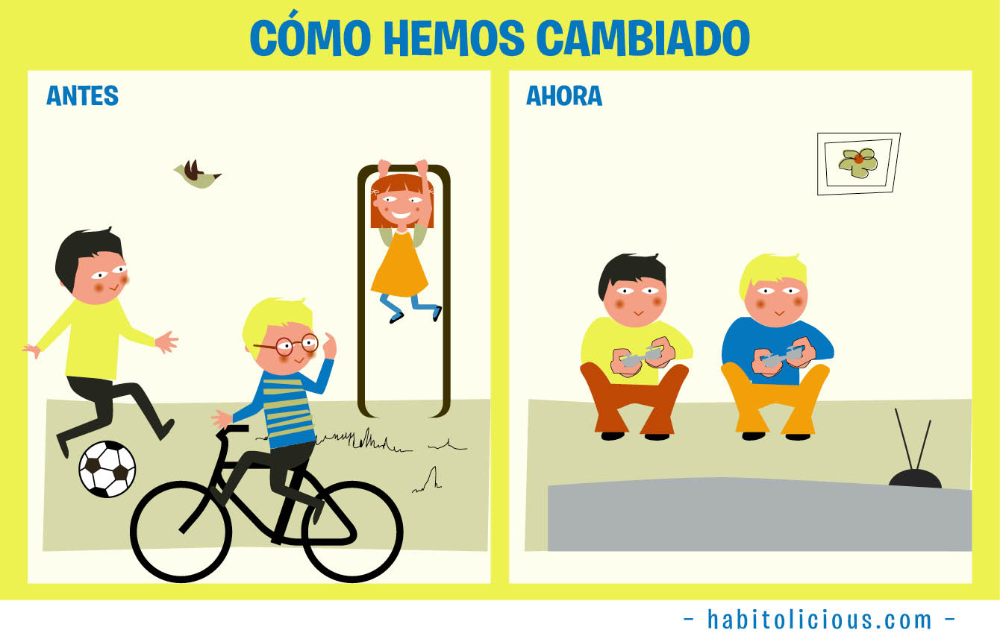 CÓMO HEMOS CAMBIADO
ANTES
AHORA
- habitolicious.com -